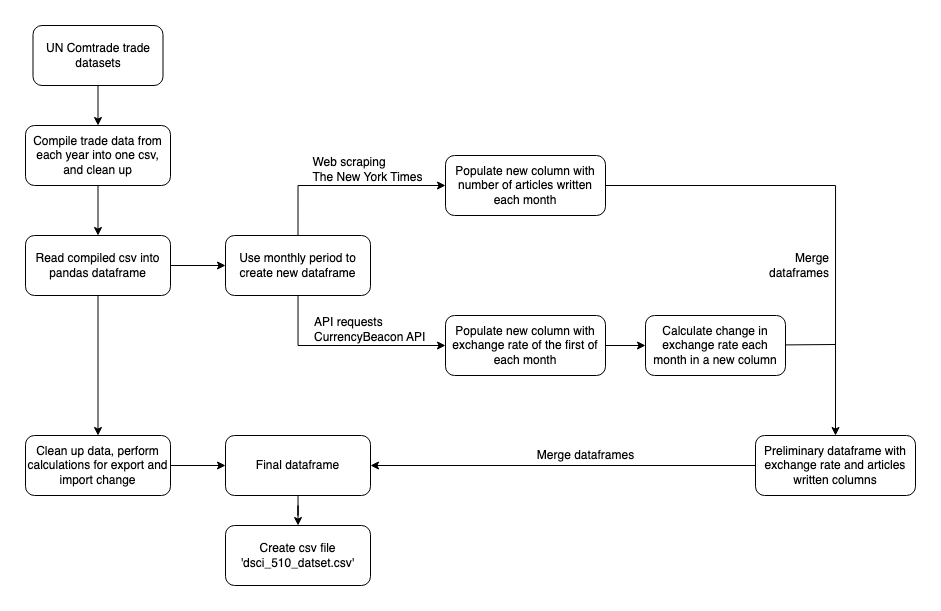 UN Comtrade trade
datasets
Compile trade data from
each year into one csv,
and clean up
Web scraping
The New York Times
Populate new column with
number of articles written
each month
Read compiled csv into
pandas dataframe
Use monthly period to
create new dataframe
Merge
dataframes
API requests
CurrencyBeacon API
Populate new column with
exchange rate of the first of
each month
Calculate change in
exchange rate each
month in a new column
Clean up data, perform
calculations for export and
import change
Final dataframe
Merge dataframes
Preliminary dataframe with
exchange rate and articles
written columns
Create csv file
'dsci_510_datset.csv'